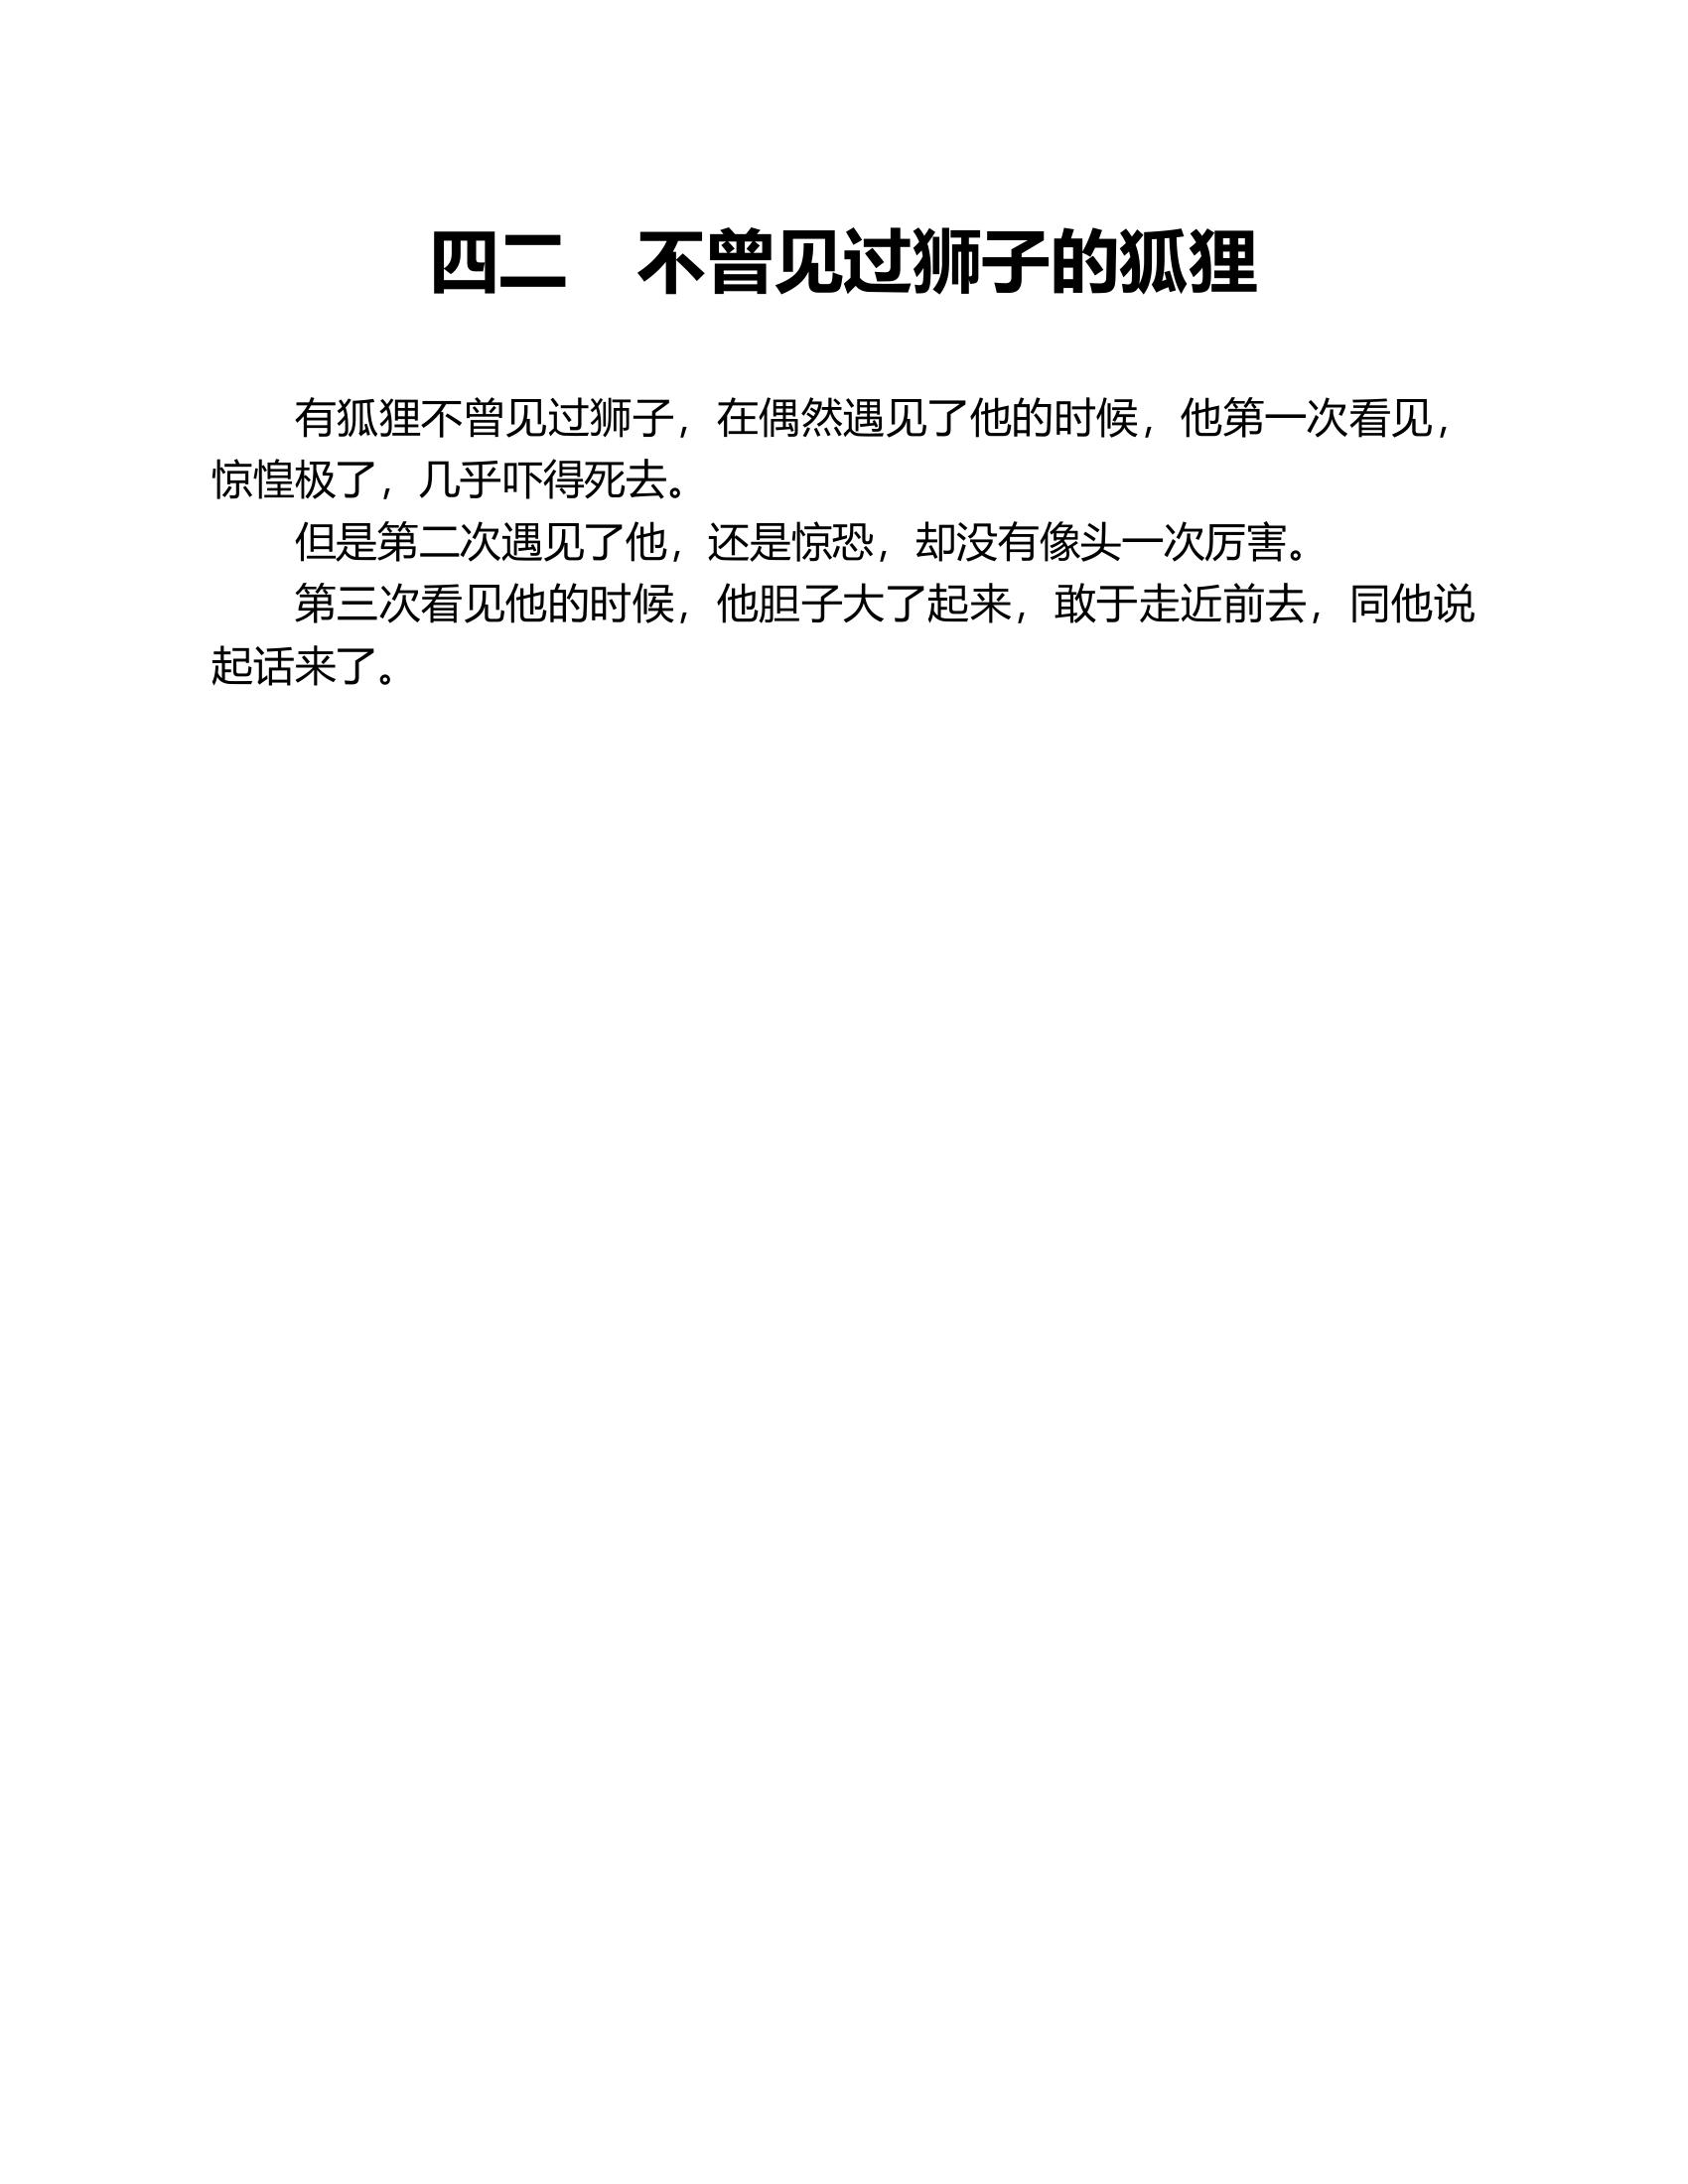 四二　不曾见过狮子的狐狸
有狐狸不曾见过狮子，在偶然遇见了他的时候，他第一次看见，
惊惶极了，几乎吓得死去。
但是第二次遇见了他，还是惊恐，却没有像头一次厉害。
第三次看见他的时候，他胆子大了起来，敢于走近前去，同他说
起话来了。